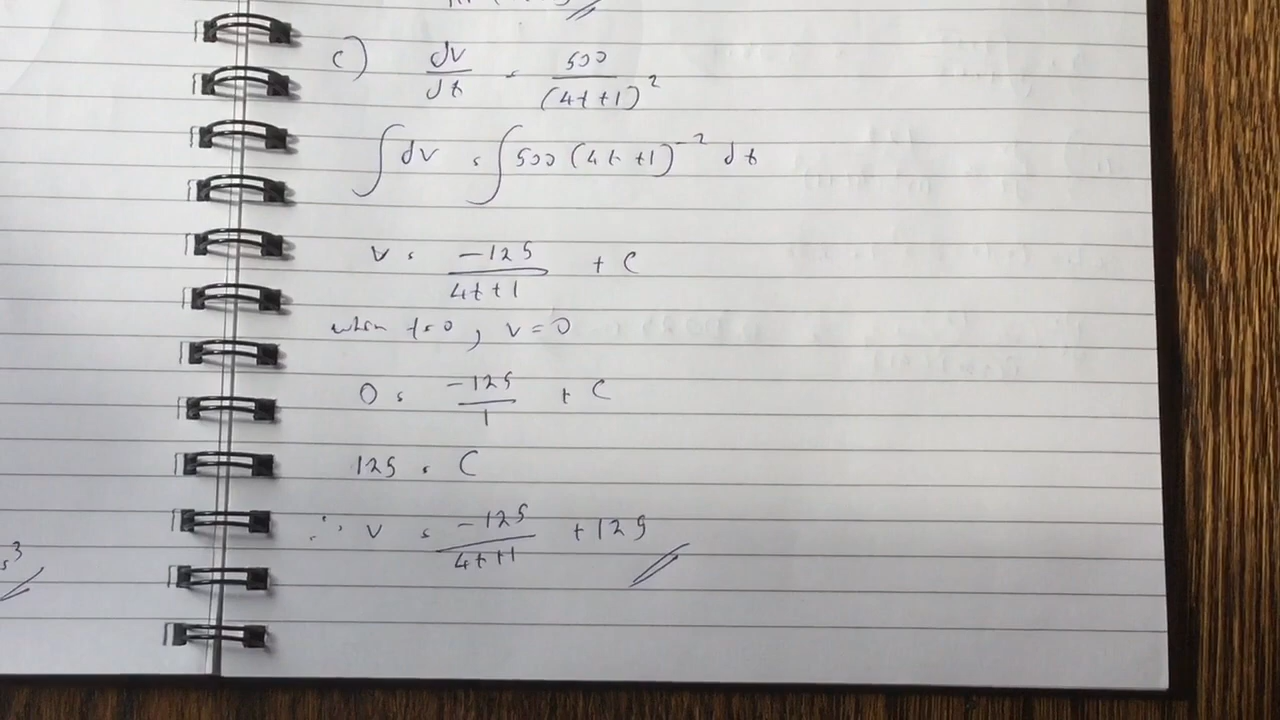 c) dv/dt = 500/(4t+1)²
∫dv = ∫500(4t+1)⁻² dt
v = -125/(4t+1) + C
when t=0, v=0
0 = -125/1 + C
125 = C
∴ v = -125/(4t+1) + 125